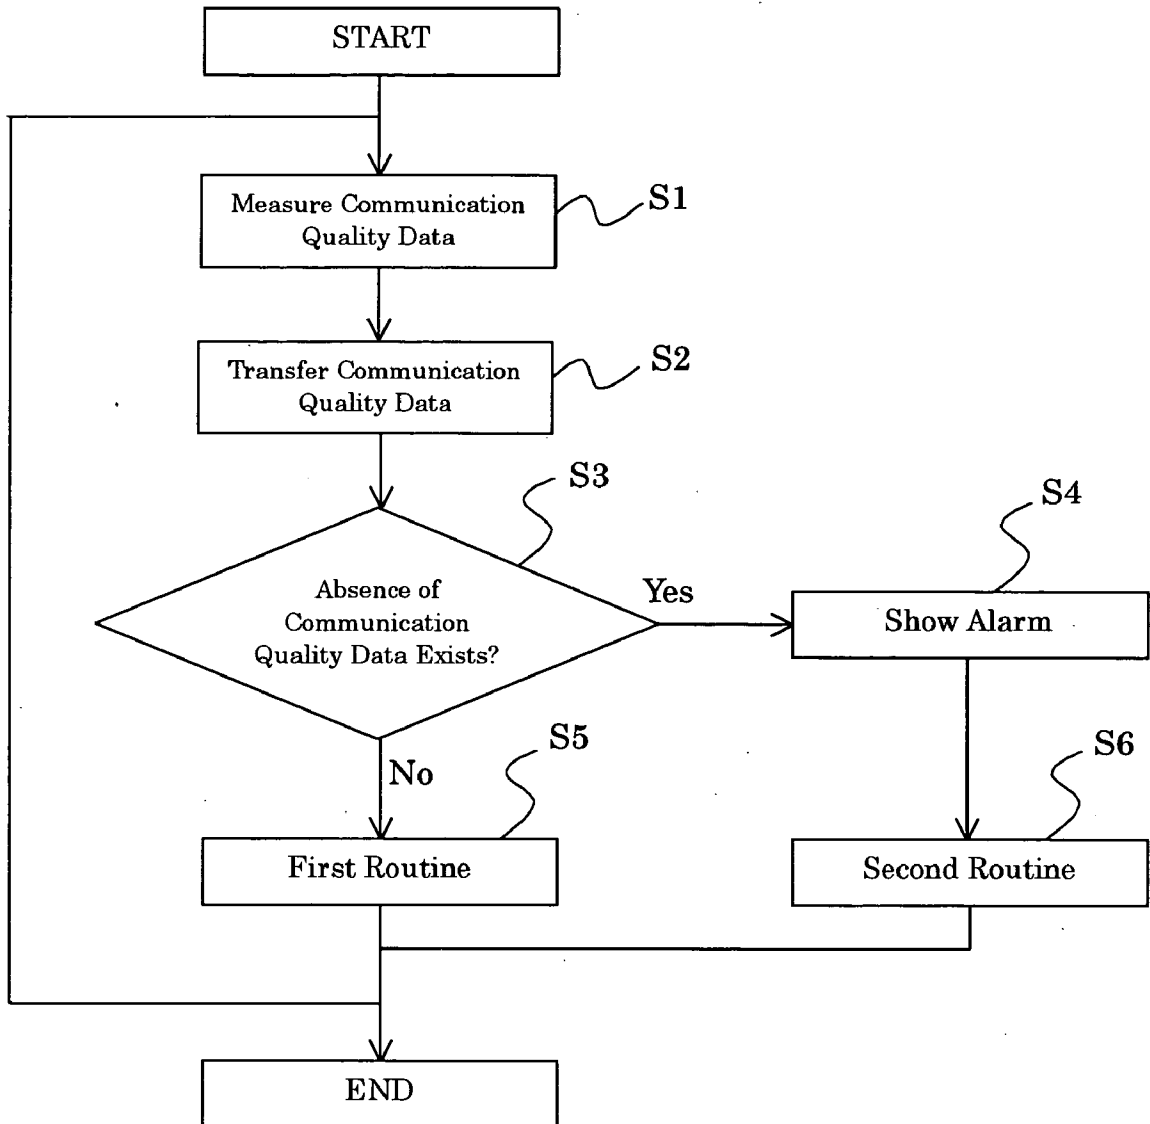 START
Measure Communication
Quality Data
S1
Transfer Communication
Quality Data
S2
S3
Absence of
Communication
Quality Data Exists?
Yes
S4
Show Alarm
No
S5
First Routine
S6
Second Routine
END